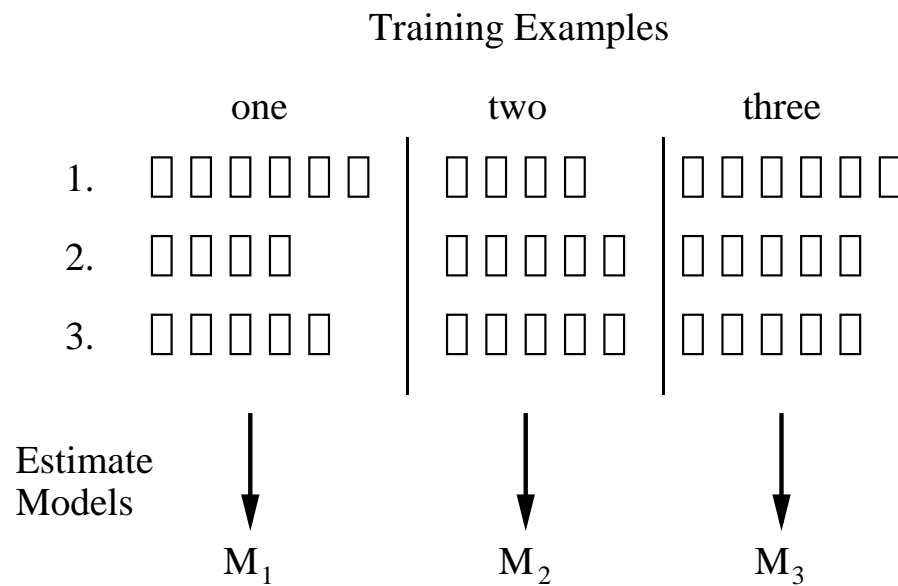 Training Examples
one two three
1.
2.
3.
Estimate
Models
M₁ M₂ M₃